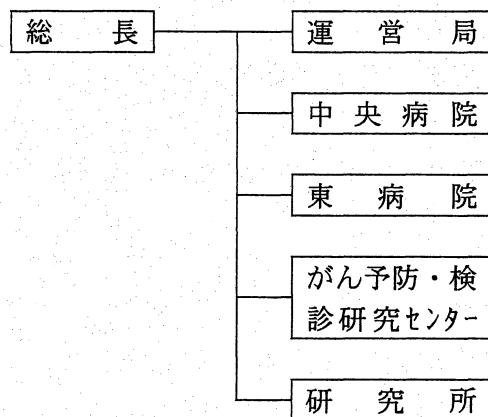 総長
運営局
中央病院
東病院
がん予防・検
診研究センター
研究所